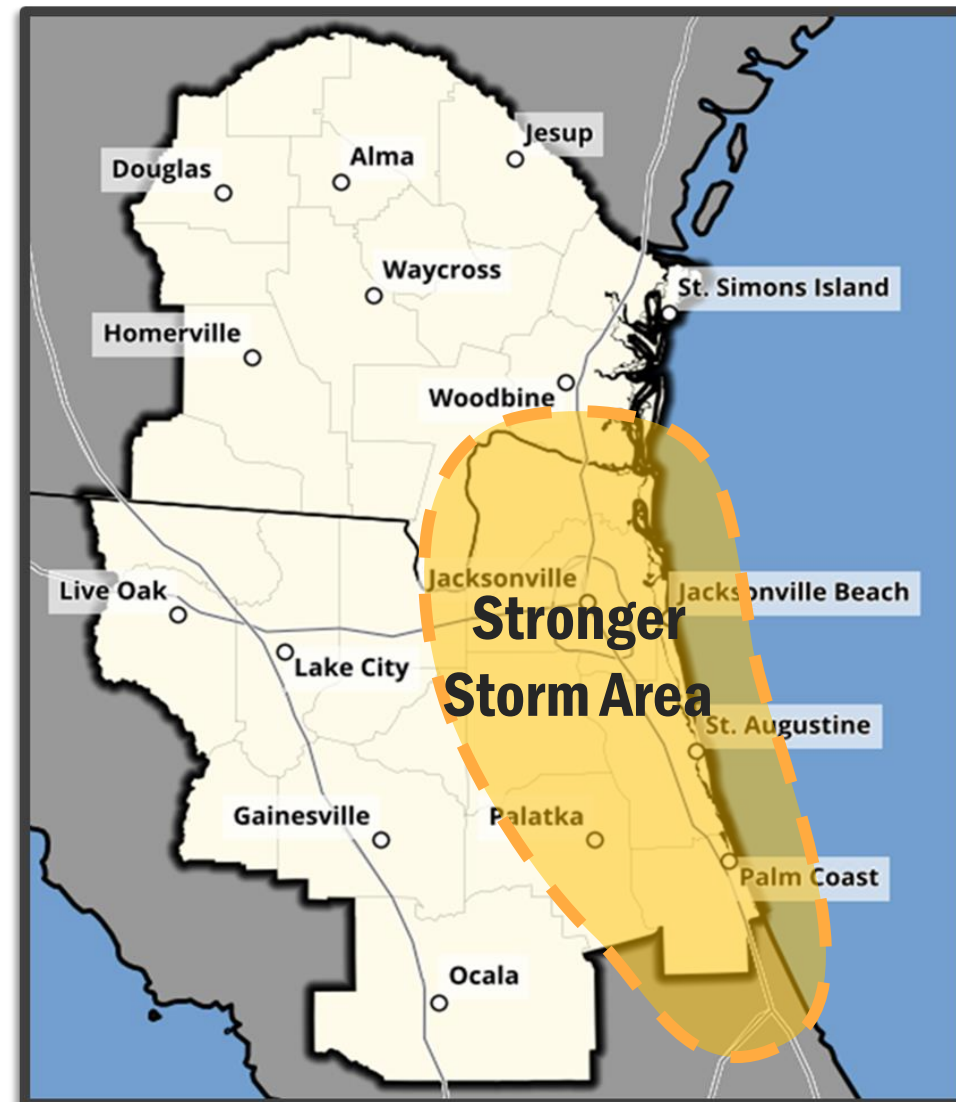 Jesup
Alma
Douglas
Waycross
St. Simons Island
Homerville
Woodbine
Jacksonville
Live Oak
Jacksonville Beach
Stronger
Storm Area
Lake City
St. Augustine
Gainesville
Palatka
Palm Coast
Ocala